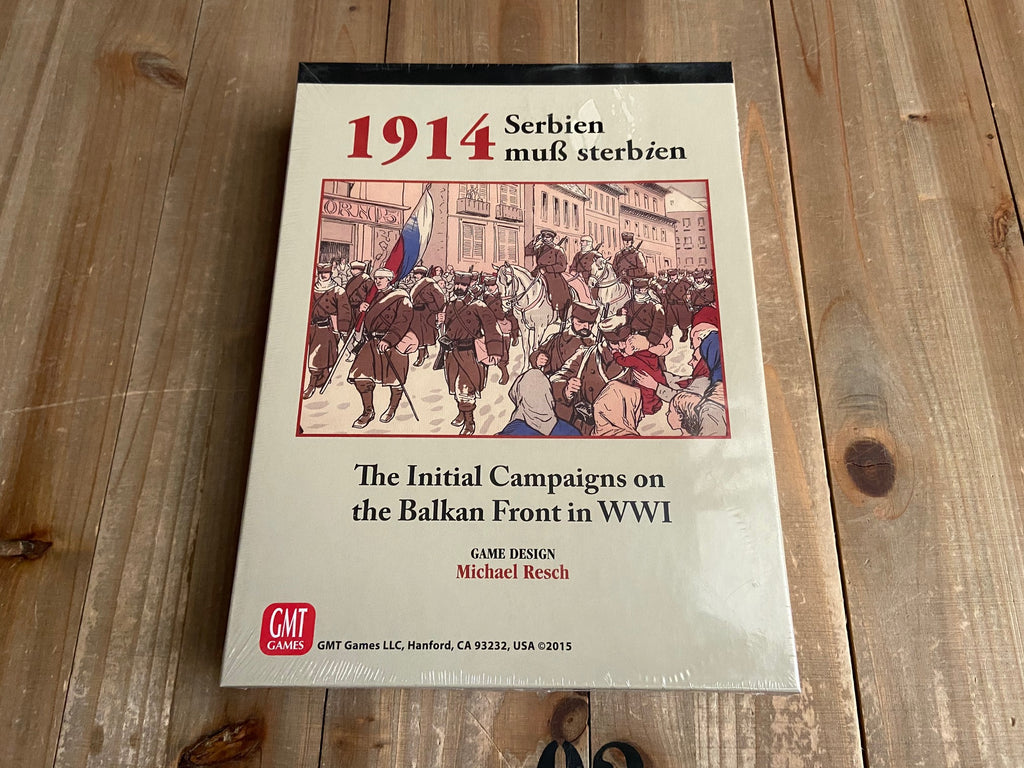 1914 Serbien
muß sterbien
ORNIS
The Initial Campaigns on
the Balkan Front in WWI
GAME DESIGN
Michael Resch
GMT
GAMES
GMT Games LLC, Hanford, CA 93232, USA ©2015